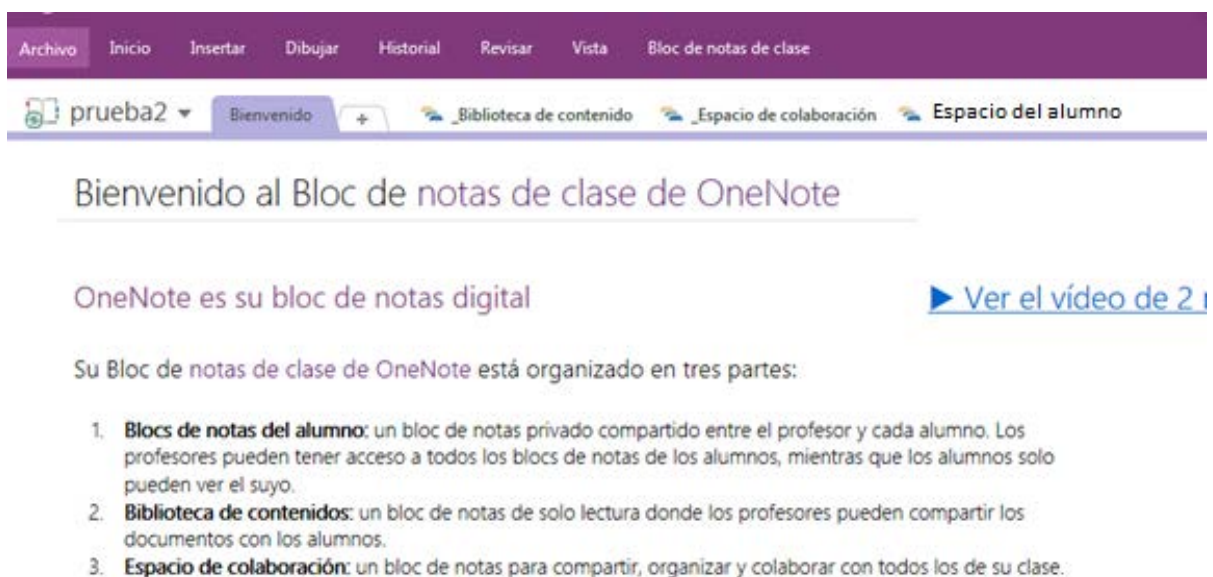 Archivo Inicio Insertar Dibujar Historial Revisar Vista Bloc de notas de clase
prueba2 Bienvenido + _Biblioteca de contenido _Espacio de colaboración Espacio del alumno
Bienvenido al Bloc de notas de clase de OneNote
OneNote es su bloc de notas digital ▶ Ver el vídeo de 2
Su Bloc de notas de clase de OneNote está organizado en tres partes:
1. Blocs de notas del alumno: un bloc de notas privado compartido entre el profesor y cada alumno. Los
profesores pueden tener acceso a todos los blocs de notas de los alumnos, mientras que los alumnos solo
pueden ver el suyo.
2. Biblioteca de contenidos: un bloc de notas de solo lectura donde los profesores pueden compartir los
documentos con los alumnos.
3. Espacio de colaboración: un bloc de notas para compartir, organizar y colaborar con todos los de su clase.